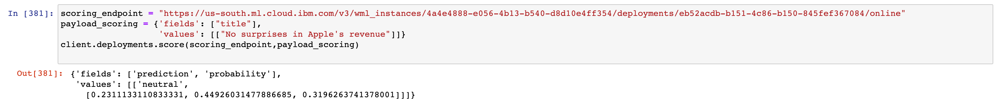 In [381]: scoring_endpoint = "https://us-south.ml.cloud.ibm.com/v3/wml_instances/4a4e4888-e056-4b13-b540-d8d10e4ff354/deployments/eb52acdb-b151-4c86-b150-845fef367084/online"
payload_scoring = {'fields': ["title"],
'values': [["No surprises in Apple's revenue"]]}
client.deployments.score(scoring_endpoint,payload_scoring)
Out[381]: {'fields': ['prediction', 'probability'],
'values': [['neutral',
[0.2311133110833331, 0.44926031477886685, 0.3196263741378001]]]}